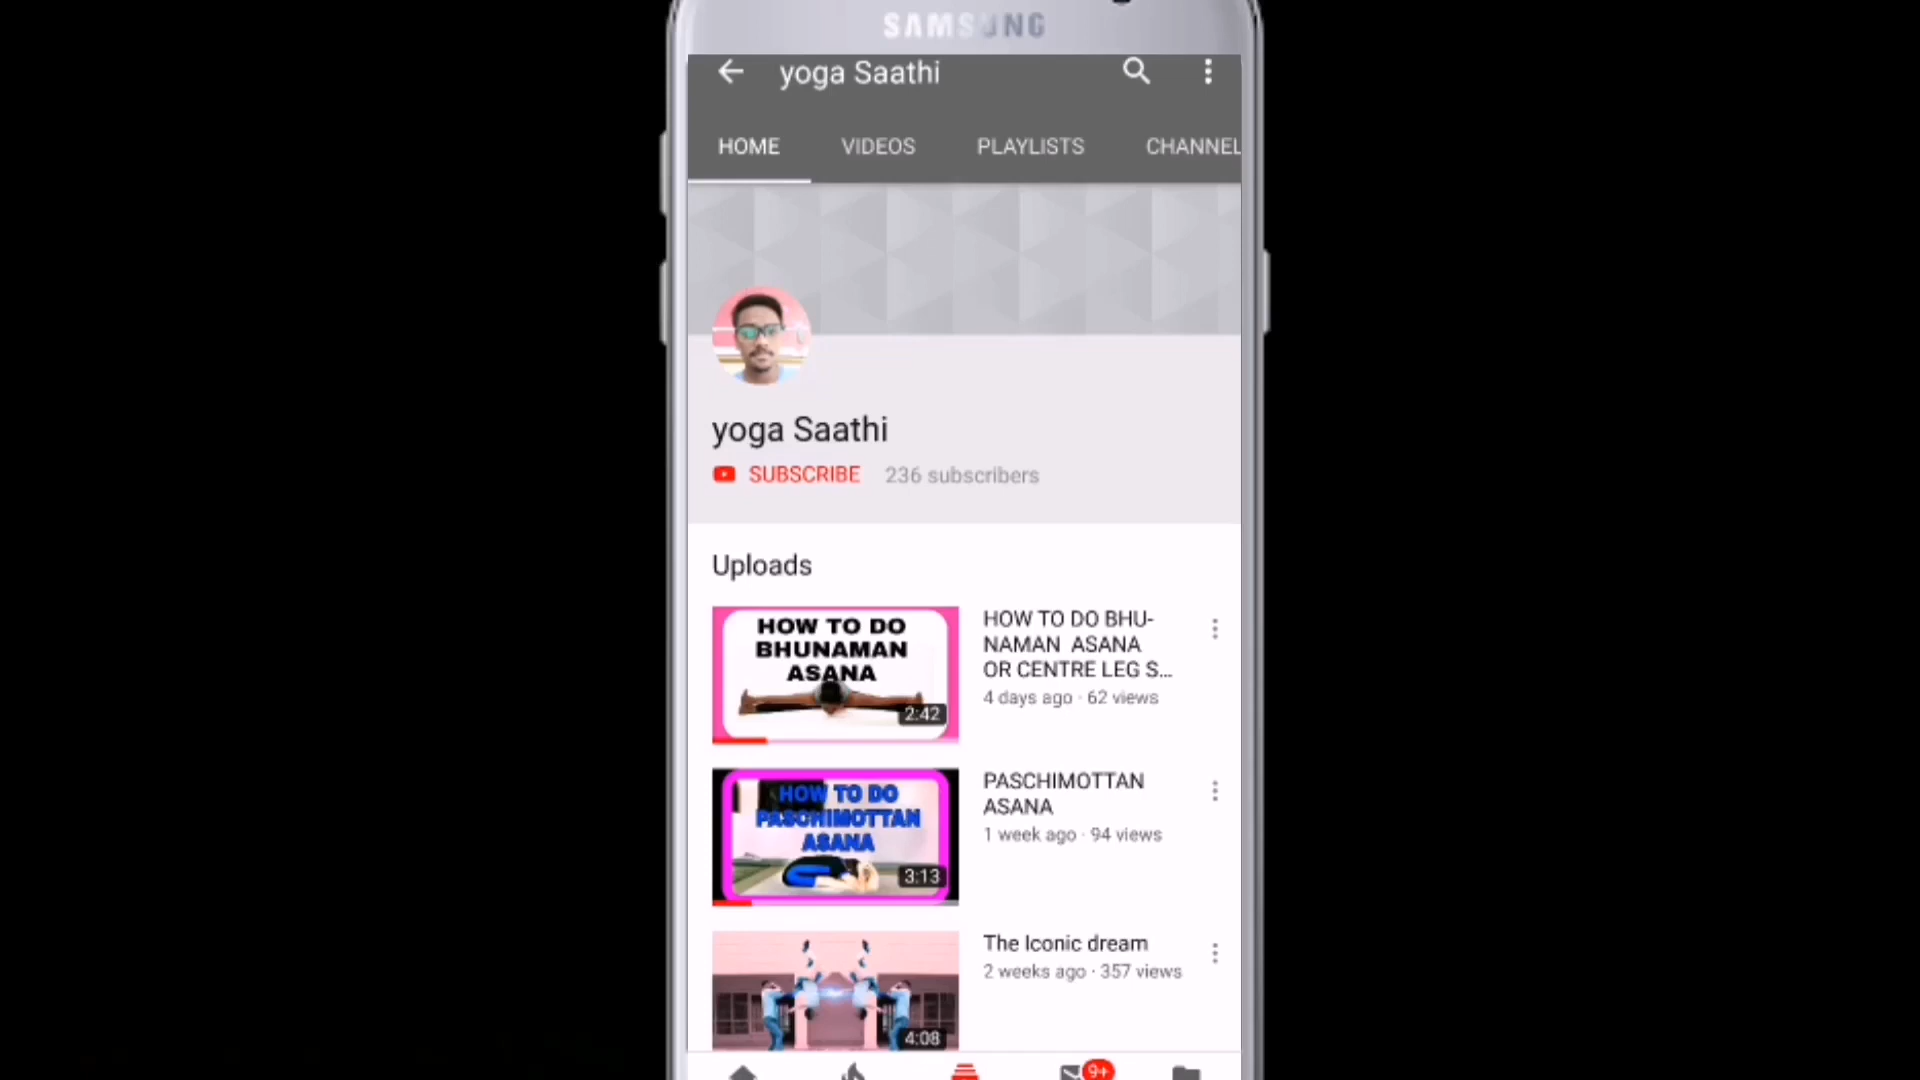 SAMSUNG
yoga Saathi
HOME VIDEOS PLAYLISTS CHANNEL
yoga Saathi
SUBSCRIBE 236 subscribers
Uploads
HOW TO DO
BHUNAMAN
ASANA
2:42
HOW TO DO BHU-
NAMAN ASANA
OR CENTRE LEG S...
4 days ago · 62 views
HOW TO DO
PASCHIMOTTAN
ASANA
3:13
PASCHIMOTTAN
ASANA
1 week ago · 94 views
4:08
The Iconic dream
2 weeks ago · 357 views
9+